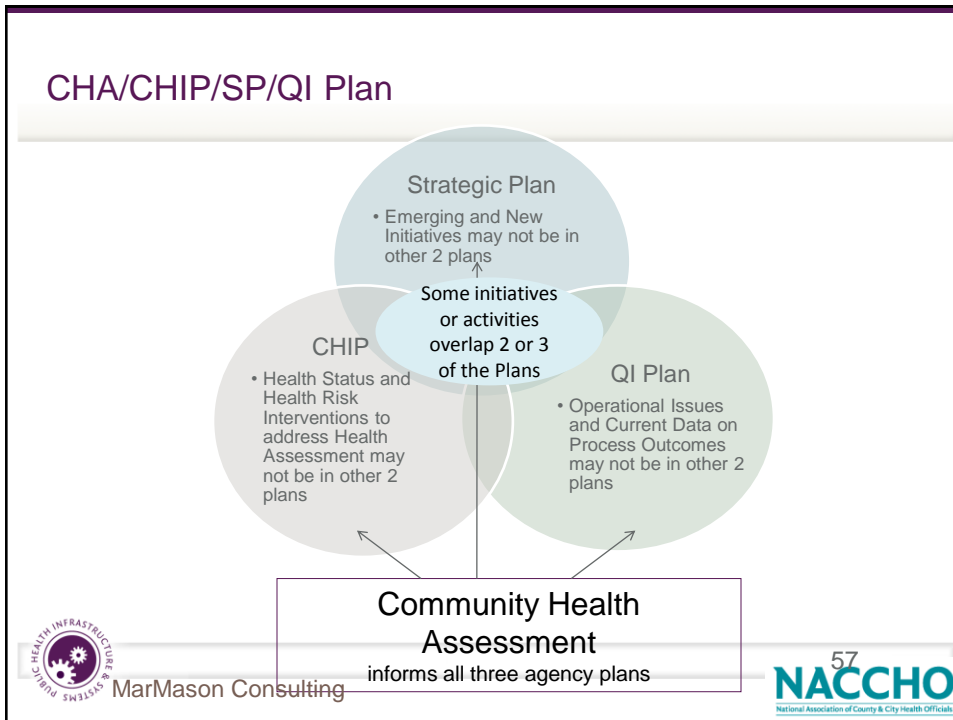 CHA/CHIP/SP/QI Plan
Strategic Plan
• Emerging and New
Initiatives may not be in
other 2 plans
Some initiatives
or activities
overlap 2 or 3
of the Plans
CHIP
• Health Status and
Health Risk
Interventions to
address Health
Assessment may
not be in other 2
plans
QI Plan
• Operational Issues
and Current Data on
Process Outcomes
may not be in other 2
plans
Community Health
Assessment
informs all three agency plans
PUBLIC HEALTH INFRASTRUCTURE & SYSTEMS
MarMason Consulting
57
NACCHO
National Association of County & City Health Officials